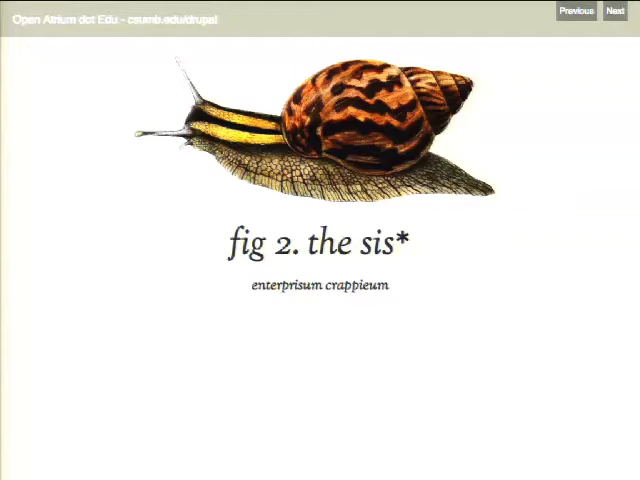 Open Atrium dot Edu - csumb.edu/drupal
Previous Next
fig 2. the sis*
enterprisum crappieum